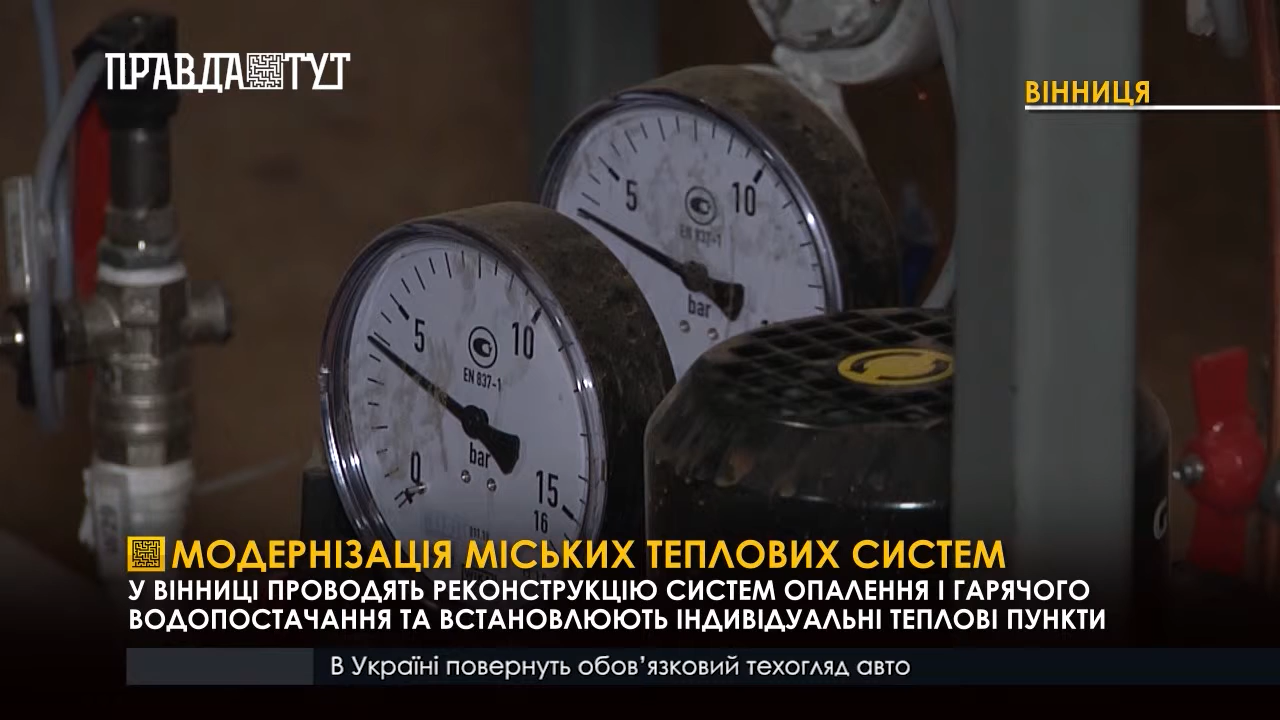 ПРАВДА ТУТ
ВІННИЦЯ
5
10
EN 837-1
bar
5
10
EN 837-1
bar
0
15
16
МОДЕРНІЗАЦІЯ МІСЬКИХ ТЕПЛОВИХ СИСТЕМ
У ВІННИЦІ ПРОВОДЯТЬ РЕКОНСТРУКЦІЮ СИСТЕМ ОПАЛЕННЯ І ГАРЯЧОГО
ВОДОПОСТАЧАННЯ ТА ВСТАНОВЛЮЮТЬ ІНДИВІДУАЛЬНІ ТЕПЛОВІ ПУНКТИ
В Україні повернуть обов’язковий техогляд авто